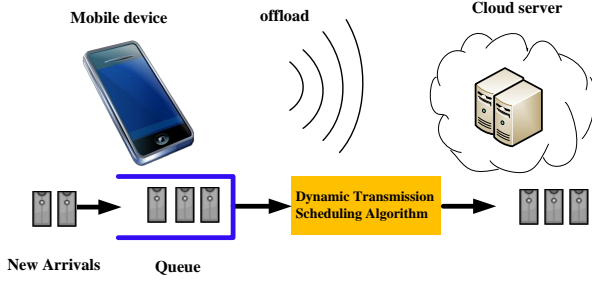 Mobile device
offload
Cloud server
Dynamic Transmission
Scheduling Algorithm
New Arrivals
Queue